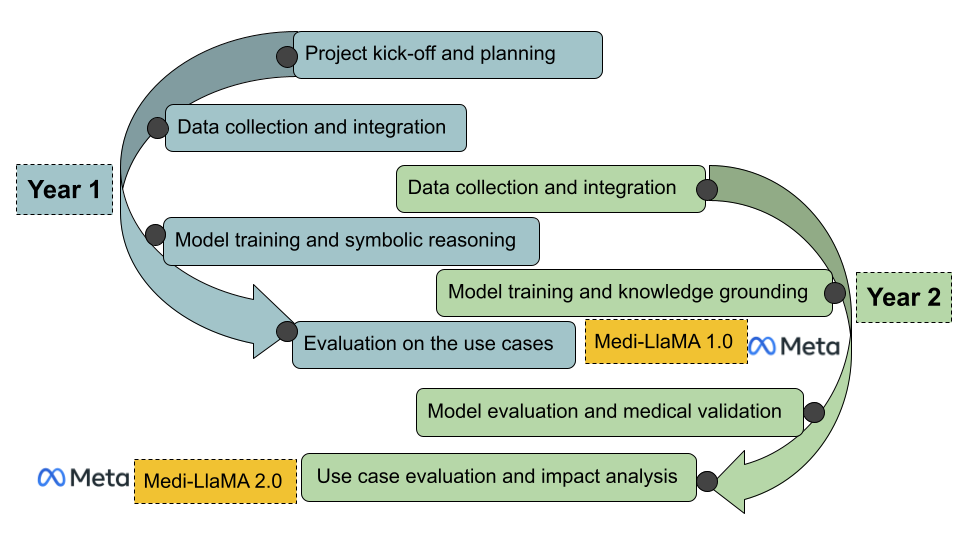 Project kick-off and planning
Data collection and integration
Year 1
Model training and symbolic reasoning
Evaluation on the use cases
Medi-LlaMA 1.0
Meta
Data collection and integration
Year 2
Model training and knowledge grounding
Model evaluation and medical validation
Use case evaluation and impact analysis
Medi-LlaMA 2.0
Meta